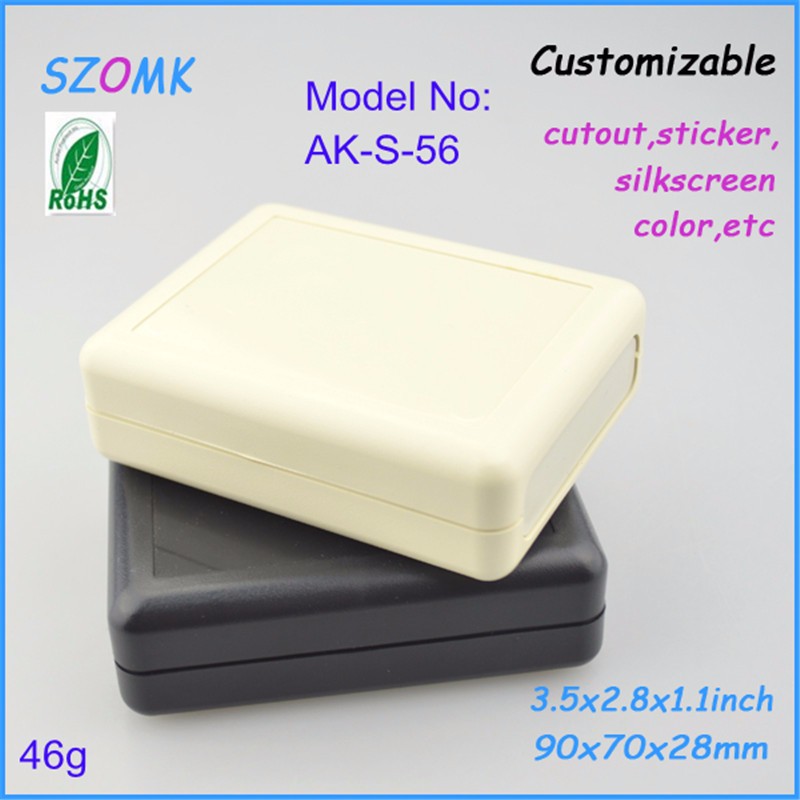 SZOMK
Customizable
Model No:
AK-S-56
cutout,sticker,
silkscreen
color,etc
RoHS
3.5x2.8x1.1inch
90x70x28mm
46g